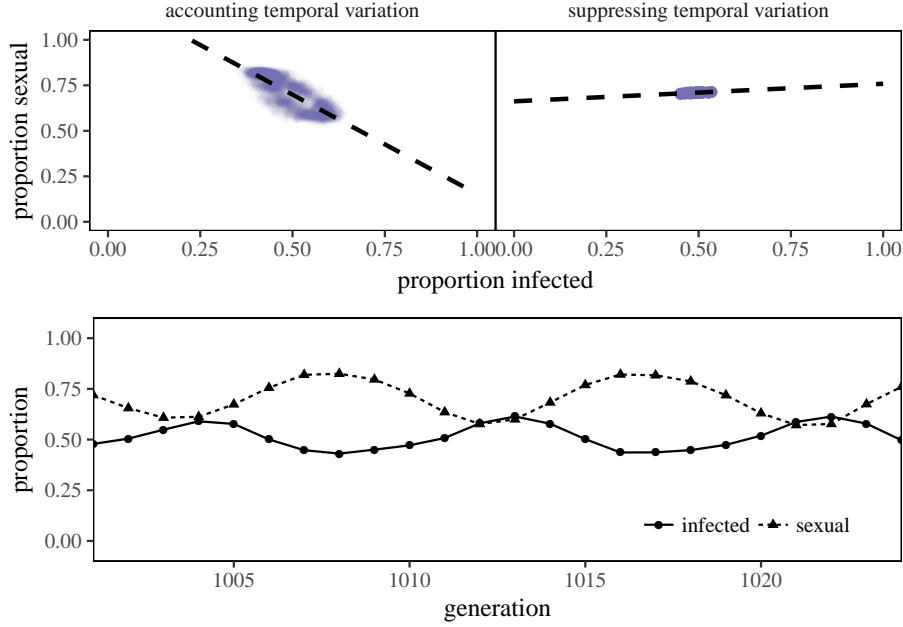 accounting temporal variation
suppressing temporal variation
proportion sexual
1.00
0.75
0.50
0.25
0.00
0.00 0.25 0.50 0.75 1.00
0.00 0.25 0.50 0.75 1.00
proportion infected
proportion
1.00
0.75
0.50
0.25
0.00
infected sexual
1005 1010 1015 1020
generation